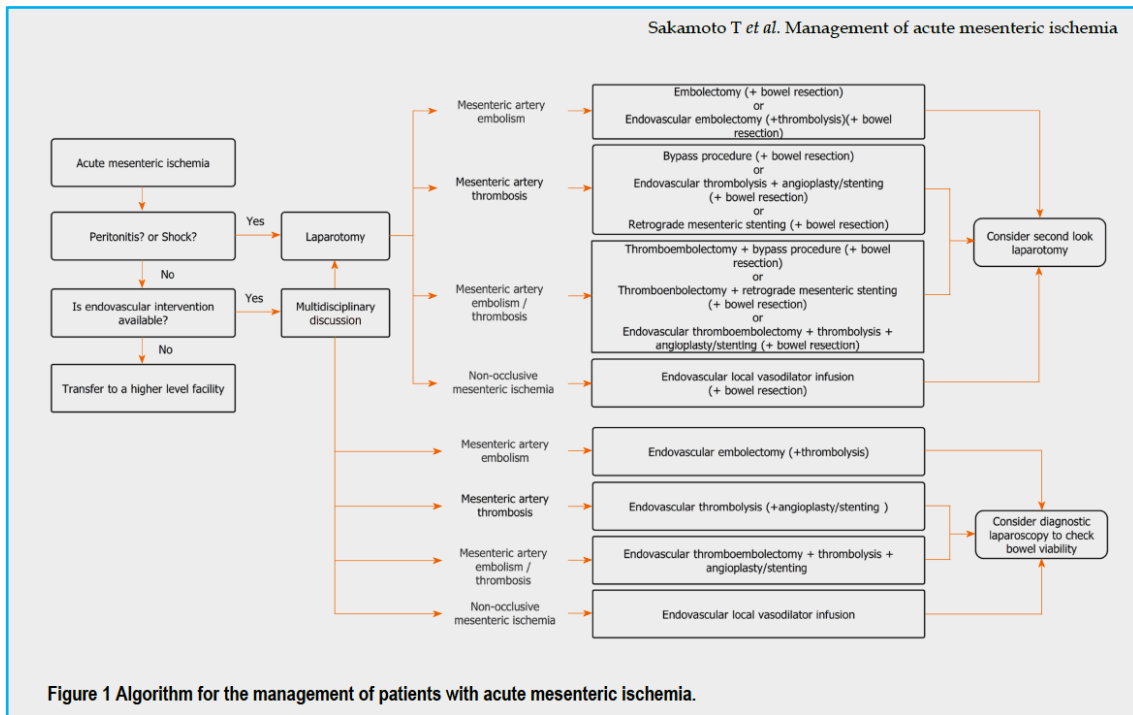 Sakamoto T et al. Management of acute mesenteric ischemia
Acute mesenteric ischemia
Peritonitis? or Shock?
Yes
No
Is endovascular intervention
available?
Yes
No
Transfer to a higher level facility
Laparotomy
Multidisciplinary
discussion
Mesenteric artery
embolism
Embolectomy (+ bowel resection)
or
Endovascular embolectomy (+thrombolysis)(+ bowel
resection)
Mesenteric artery
thrombosis
Bypass procedure (+ bowel resection)
or
Endovascular thrombolysis + angioplasty/stenting
(+ bowel resection)
or
Retrograde mesenteric stenting (+ bowel resection)
Mesenteric artery
embolism /
thrombosis
Thromboembolectomy + bypass procedure (+ bowel
resection)
or
Thromboenbolectomy + retrograde mesenteric stenting
(+ bowel resection)
or
Endovascular thromboembolectomy + thrombolysis +
angioplasty/stenting (+ bowel resection)
Non-occlusive
mesenteric ischemia
Endovascular local vasodilator infusion
(+ bowel resection)
Consider second look
laparotomy
Mesenteric artery
embolism
Endovascular embolectomy (+thrombolysis)
Mesenteric artery
thrombosis
Endovascular thrombolysis (+angioplasty/stenting )
Mesenteric artery
embolism /
thrombosis
Endovascular thromboembolectomy + thrombolysis +
angioplasty/stenting
Non-occlusive
mesenteric ischemia
Endovascular local vasodilator infusion
Consider diagnostic
laparoscopy to check
bowel viability
Figure 1 Algorithm for the management of patients with acute mesenteric ischemia.